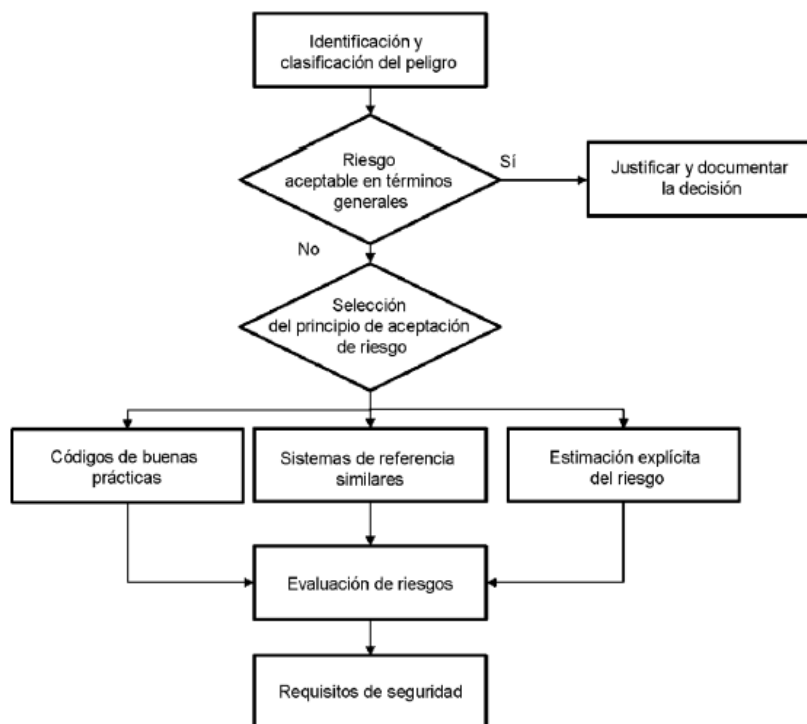 Identificación y
clasificación del peligro
Riesgo
aceptable en términos
generales
Sí
Justificar y documentar
la decisión
No
Selección
del principio de aceptación
de riesgo
Códigos de buenas
prácticas
Sistemas de referencia
similares
Estimación explícita
del riesgo
Evaluación de riesgos
Requisitos de seguridad